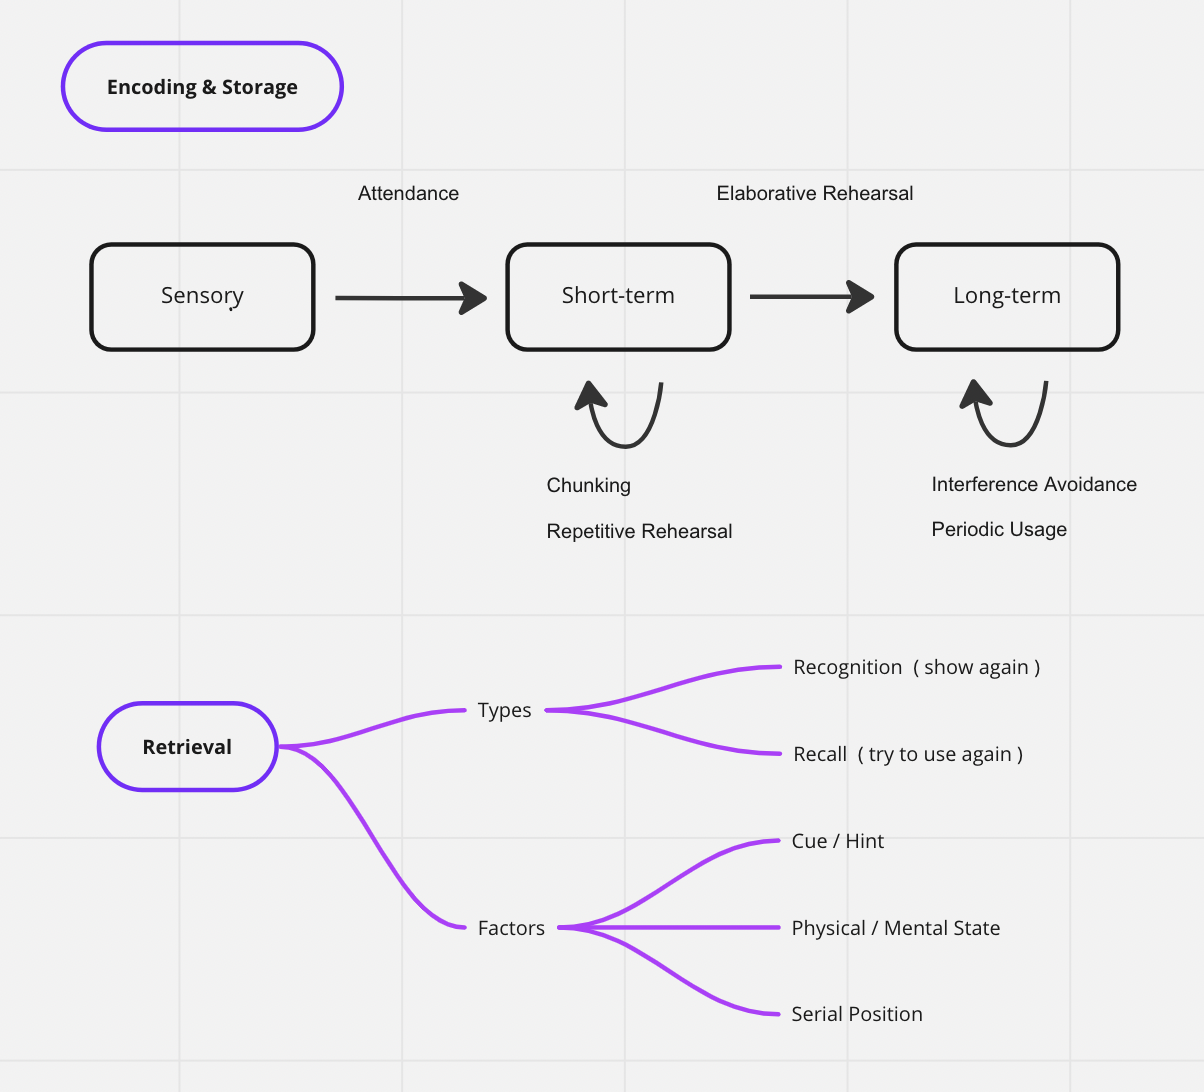 Encoding & Storage
Attendance
Elaborative Rehearsal
Sensory
Short-term
Long-term
Chunking
Repetitive Rehearsal
Interference Avoidance
Periodic Usage
Retrieval
Types
Recognition ( show again )
Recall ( try to use again )
Factors
Cue / Hint
Physical / Mental State
Serial Position